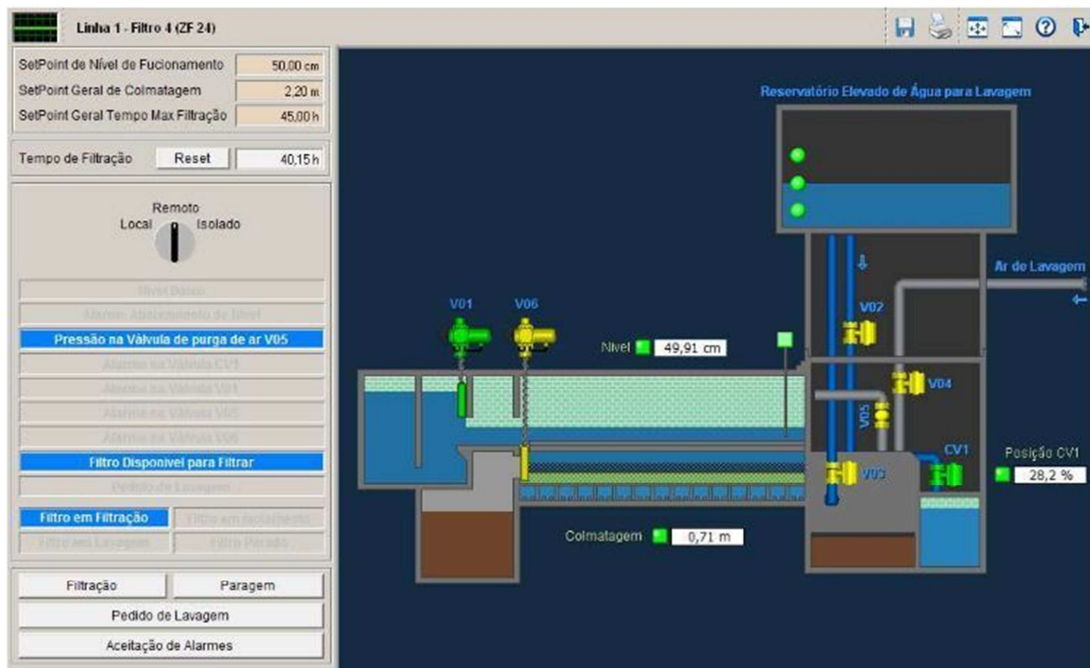 Linha 1 - Filtro 4 (ZF 24)
SetPoint de Nível de Fucionamento 50,00 cm
SetPoint Geral de Colmatagem 2,20 m
SetPoint Geral Tempo Max Filtração 45,00 h
Tempo de Filtração Reset 40,15 h
Remoto
Local Isolado
Nível Baixo
Pressão na Válvula de purga de ar V05
Alarme na Válvula CV1
Alarme na Válvula V01
Alarme na Válvula V05
Alarme na Válvula V06
Filtro Disponível para Filtrar
Pedido de Lavagem
Filtro em Filtração Filtro em Isolamento
Filtro em Lavagem Filtro Parado
Filtração Paragem
Pedido de Lavagem
Aceitação de Alarmes
Reservatório Elevado de Água para Lavagem
Ar de Lavagem
V01 V06
V02
Nível 49,91 cm
V04
V05
CV1 Posição CV1
V03 28,2 %
Colmatagem 0,71 m